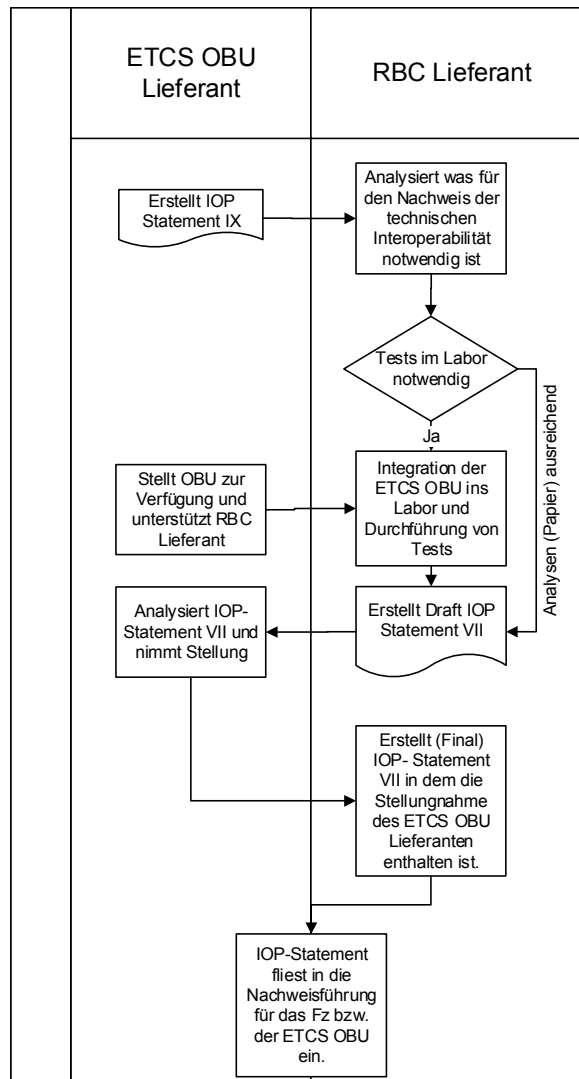 ETCS OBU
Lieferant
RBC Lieferant
Erstellt IOP
Statement IX
Analysiert was für
den Nachweis der
technischen
Interoperabilität
notwendig ist
Tests im Labor
notwendig
Ja
Analysen (Papier) ausreichend
Stellt OBU zur
Verfügung und
unterstützt RBC
Lieferant
Integration der
ETCS OBU ins
Labor und
Durchführung von
Tests
Erstellt Draft IOP
Statement VII
Analysiert IOP-
Statement VII und
nimmt Stellung
Erstellt (Final)
IOP- Statement
VII in dem die
Stellungnahme
des ETCS OBU
Lieferanten
enthalten ist.
IOP-Statement
fliest in die
Nachweisführung
für das Fz bzw.
der ETCS OBU
ein.